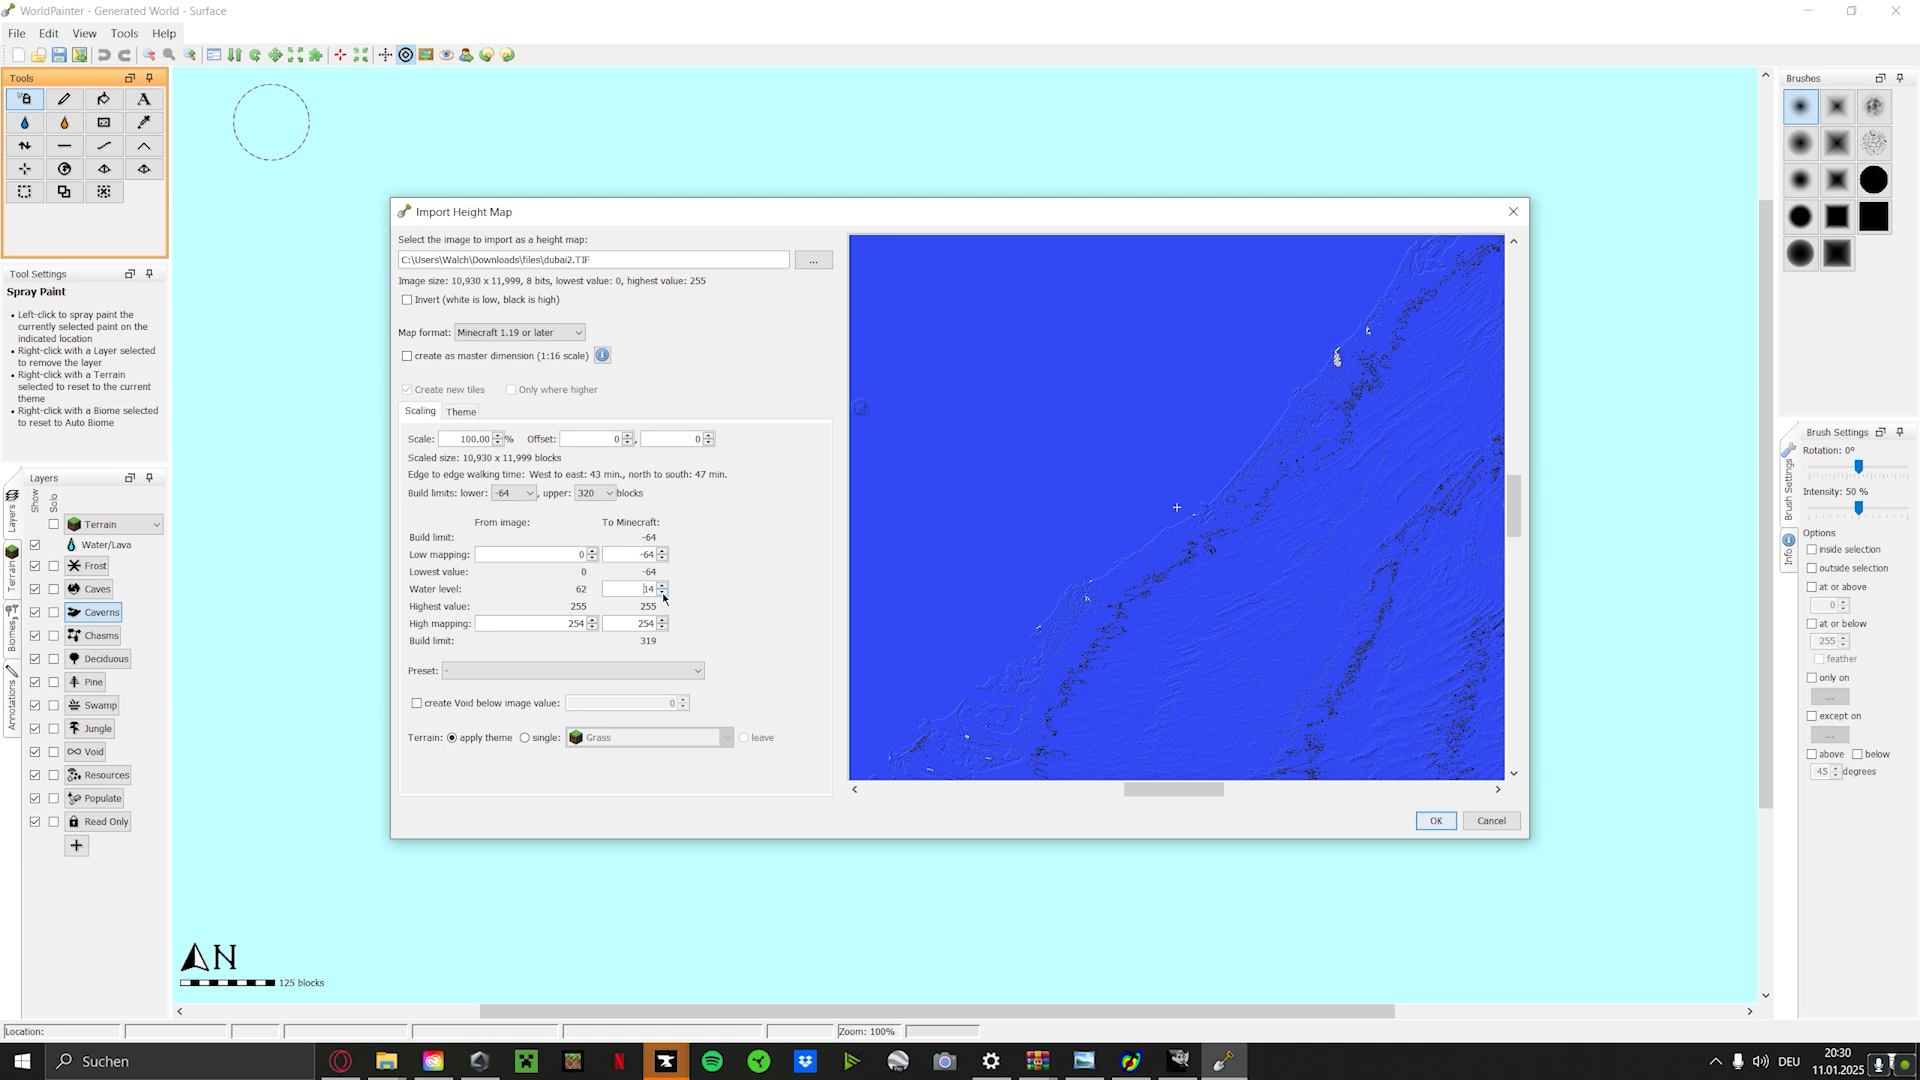 WorldPainter - Generated World - Surface
File Edit View Tools Help
Tools
A
Tool Settings
Spray Paint
• Left-click to spray paint the
currently selected paint on the
indicated location
• Right-click with a Layer selected
to remove the layer
• Right-click with a Terrain
selected to reset to the current
theme
• Right-click with a Biome selected
to reset to Auto Biome
Layers
Show
Solo
Layers
Terrain
Biomes
Annotations
Terrain
Water/Lava
Frost
Caves
Caverns
Chasms
Deciduous
Pine
Swamp
Jungle
Void
Resources
Populate
Read Only
Import Height Map
Select the image to import as a height map:
C:\Users\Walch\Downloads\files\dubai2.TIF
...
Image size: 10,930 x 11,999, 8 bits, lowest value: 0, highest value: 255
Invert (white is low, black is high)
Map format: Minecraft 1.19 or later
create as master dimension (1:16 scale)
Create new tiles Only where higher
Scaling Theme
Scale: 100.00 % Offset: 0 , 0
Scaled size: 10,930 x 11,999 blocks
Edge to edge walking time: West to east: 43 min., north to south: 47 min.
Build limits: lower: -64 , upper: 320 blocks
From image: To Minecraft:
Build limit: -64
Low mapping: 0 -64
Lowest value: 0 -64
Water level: 62 14
Highest value: 255 255
High mapping: 254 254
Build limit: 319
Preset: -
create Void below image value: 0
Terrain: apply theme single: Grass leave
OK Cancel
N
125 blocks
Brushes
Brush Settings
Info
Brush Settings
Rotation: 0°
Intensity: 50 %
Options
inside selection
outside selection
at or above
0
at or below
255
feather
only on
...
except on
...
above below
45 degrees
Location:
Zoom: 100%
Suchen
DEU
20:30
11.01.2025